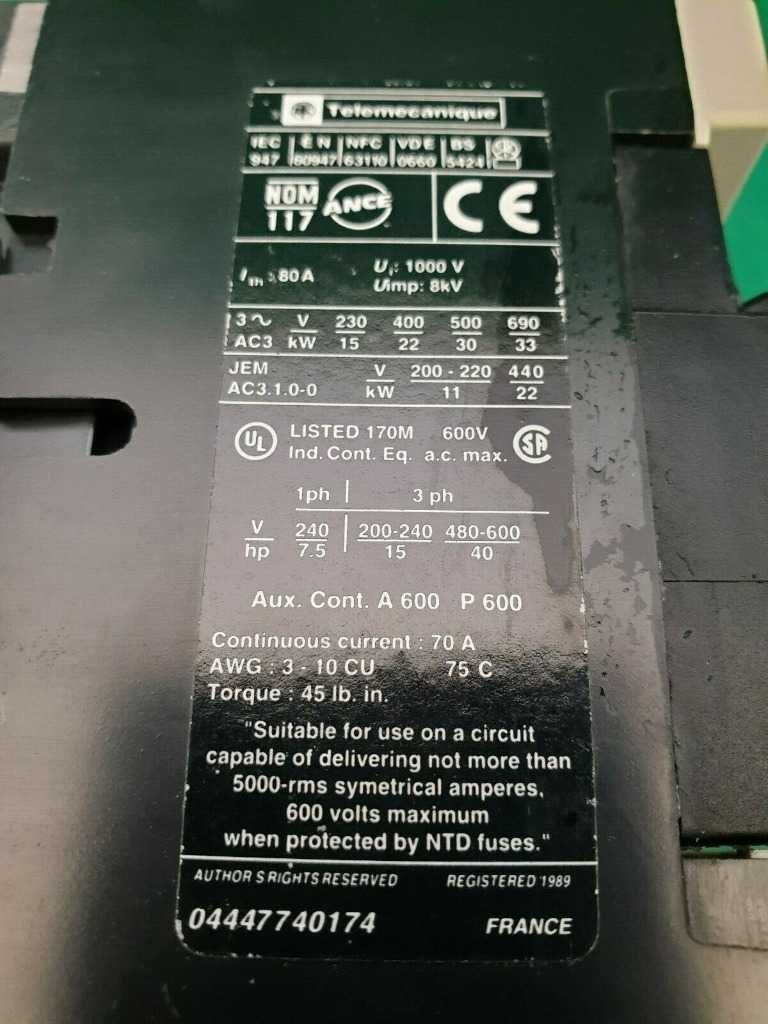 Telemecanique
IEC EN NFC VDE BS
947 60947 63110 0660 5424
NOM ANCE CE
117
Ith : 80 A Ui: 1000 V
Uimp: 8kV
3 ~ V 230 400 500 690
AC3 kW 15 22 30 33
JEM V 200 - 220 440
AC3.1.0-0 kW 11 22
UL LISTED 170M 600V SA
Ind. Cont. Eq. a.c. max.
1ph 3 ph
V 240 200-240 480-600
hp 7.5 15 40
Aux. Cont. A 600 P 600
Continuous current : 70 A
AWG : 3 - 10 CU 75 C
Torque : 45 lb. in.
"Suitable for use on a circuit
capable of delivering not more than
5000-rms symetrical amperes,
600 volts maximum
when protected by NTD fuses."
AUTHOR S RIGHTS RESERVED REGISTERED 1989
04447740174 FRANCE